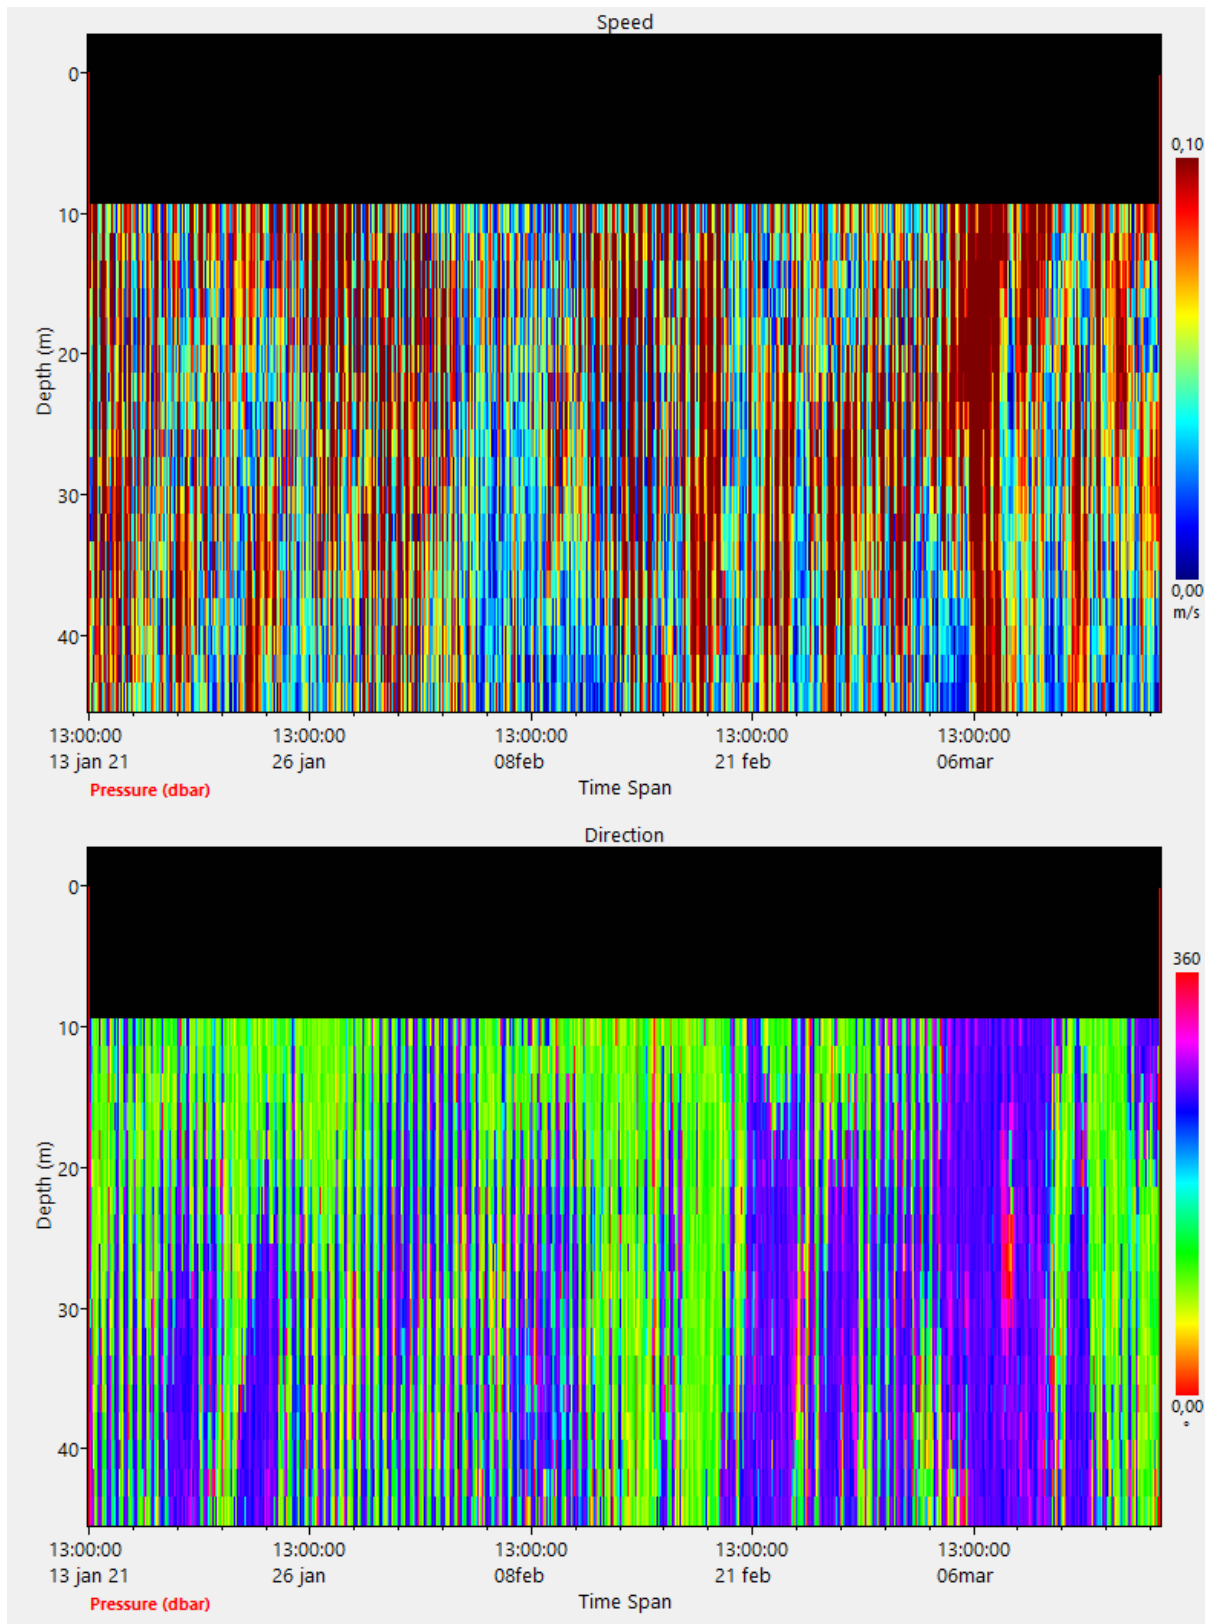 Speed
0
10
20
30
40
Depth (m)
0,10
0,00
m/s
13:00:00 13:00:00 13:00:00 13:00:00 13:00:00
13 jan 21 26 jan 08feb 21 feb 06mar
Pressure (dbar) Time Span
Direction
0
10
20
30
40
Depth (m)
360
0,00
°
13:00:00 13:00:00 13:00:00 13:00:00 13:00:00
13 jan 21 26 jan 08feb 21 feb 06mar
Pressure (dbar) Time Span